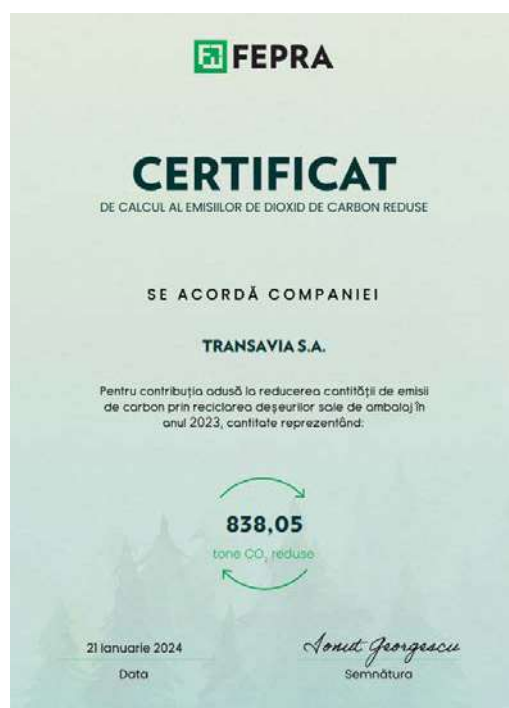 FEPRA
CERTIFICAT
DE CALCUL AL EMISIILOR DE DIOXID DE CARBON REDUSE
SE ACORDĂ COMPANIEI
TRANSAVIA S.A.
Pentru contribuția adusă la reducerea cantității de emisii
de carbon prin reciclarea deșeurilor sale de ambalaj în
anul 2023, cantitate reprezentând:
838,05
tone CO₂ reduse
21 Ianuarie 2024
Ionut Georgescu
Data
Semnătura